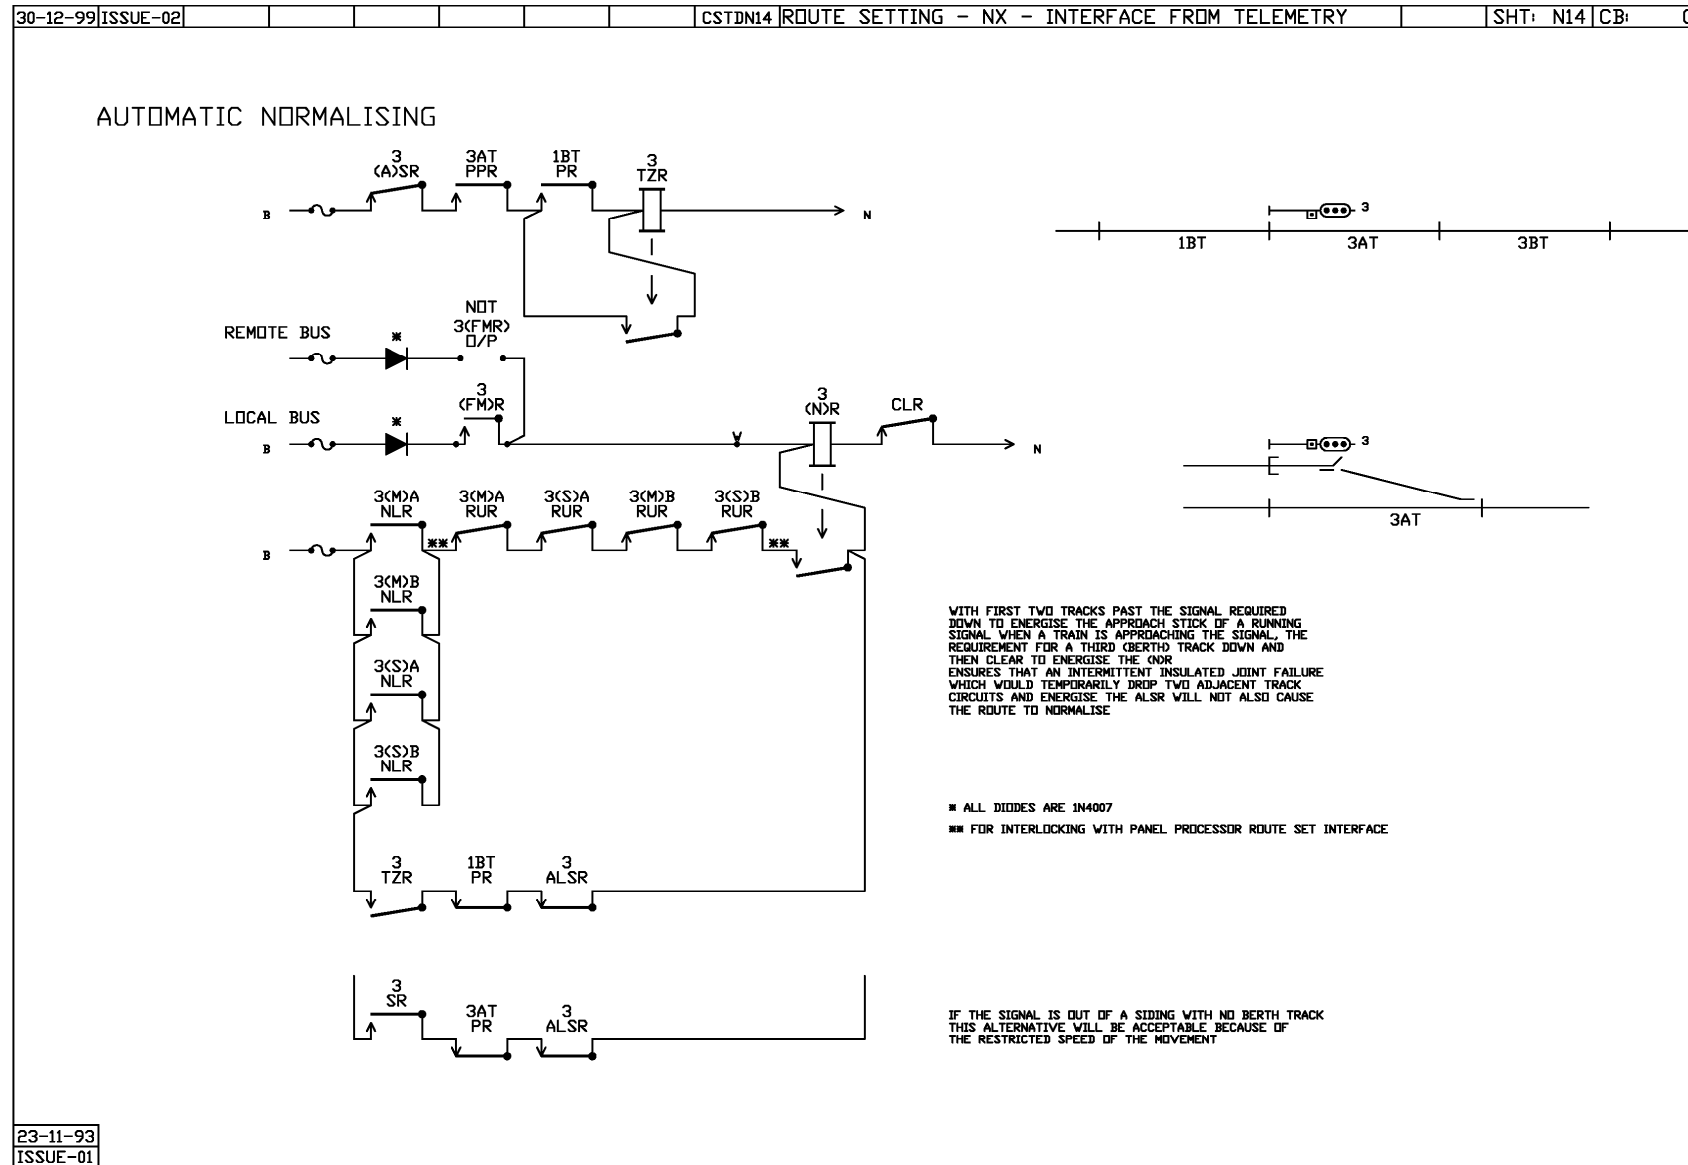 30-12-99 ISSUE-02 CSTDN14 ROUTE SETTING - NX - INTERFACE FROM TELEMETRY SHT: N14 CB:
AUTOMATIC NORMALISING
3 3AT 1BT 3
(A)SR PPR PR TZR
B N
3
1BT 3AT 3BT
NOT
3(FMR)
O/P
REMOTE BUS *
3
(FM)R
3
(N)R
CLR
LOCAL BUS *
B W N
3
3AT
3(M)A 3(M)A 3(S)A 3(M)B 3(S)B
NLR RUR RUR RUR RUR
B ** **
3(M)B
NLR
3(S)A
NLR
3(S)B
NLR
WITH FIRST TWO TRACKS PAST THE SIGNAL REQUIRED
DOWN TO ENERGISE THE APPROACH STICK OF A RUNNING
SIGNAL WHEN A TRAIN IS APPROACHING THE SIGNAL, THE
REQUIREMENT FOR A THIRD (BERTH) TRACK DOWN AND
THEN CLEAR TO ENERGISE THE (N)R
ENSURES THAT AN INTERMITTENT INSULATED JOINT FAILURE
WHICH WOULD TEMPORARILY DROP TWO ADJACENT TRACK
CIRCUITS AND ENERGISE THE ALSR WILL NOT ALSO CAUSE
THE ROUTE TO NORMALISE
* ALL DIODES ARE 1N4007
** FOR INTERLOCKING WITH PANEL PROCESSOR ROUTE SET INTERFACE
3 1BT 3
TZR PR ALSR
3
SR
3AT 3
PR ALSR
IF THE SIGNAL IS OUT OF A SIDING WITH NO BERTH TRACK
THIS ALTERNATIVE WILL BE ACCEPTABLE BECAUSE OF
THE RESTRICTED SPEED OF THE MOVEMENT
23-11-93
ISSUE-01